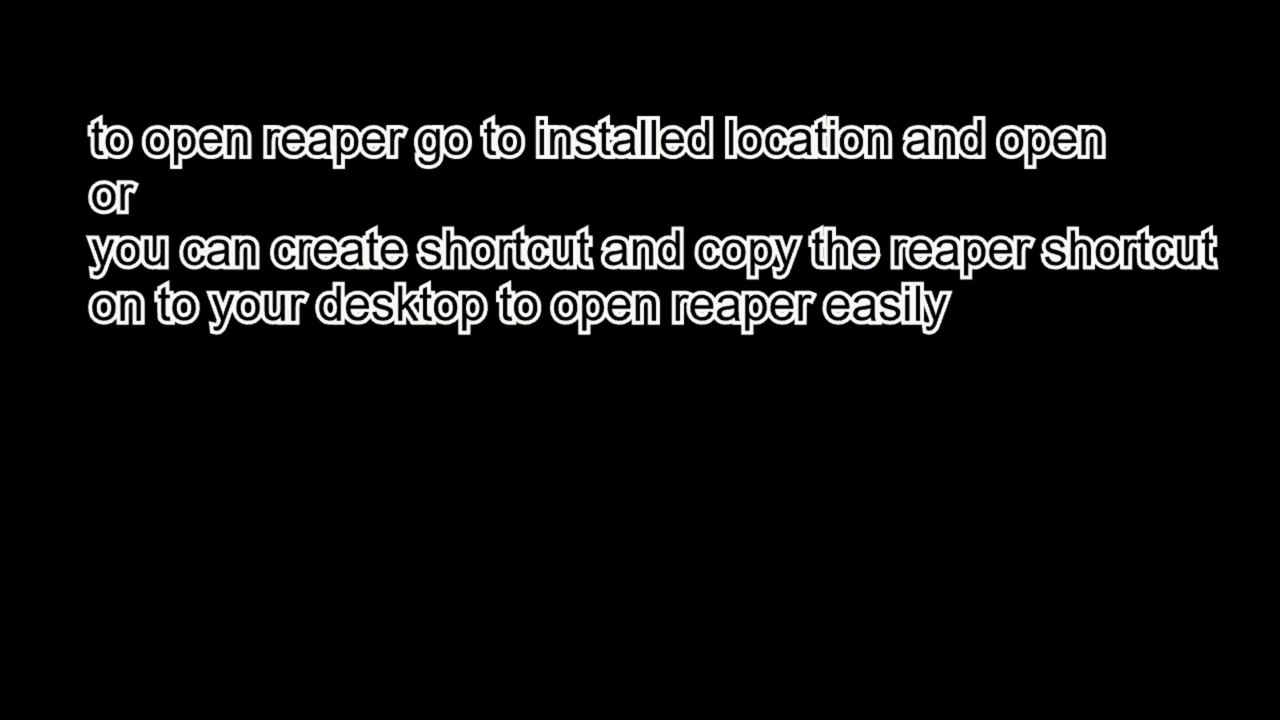 to open reaper go to installed location and open
or
you can create shortcut and copy the reaper shortcut
on to your desktop to open reaper easily